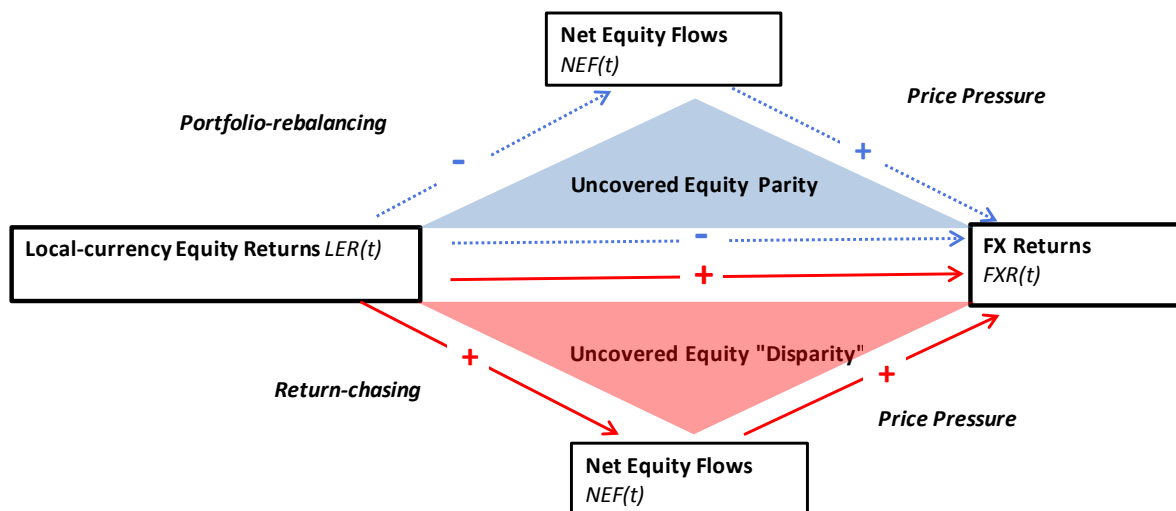 Net Equity Flows
NEF(t)
Price Pressure
Portfolio-rebalancing
-
+
Uncovered Equity Parity
Local-currency Equity Returns LER(t)
-
FX Returns
FXR(t)
+
Uncovered Equity "Disparity"
+
+
Return-chasing
Price Pressure
Net Equity Flows
NEF(t)